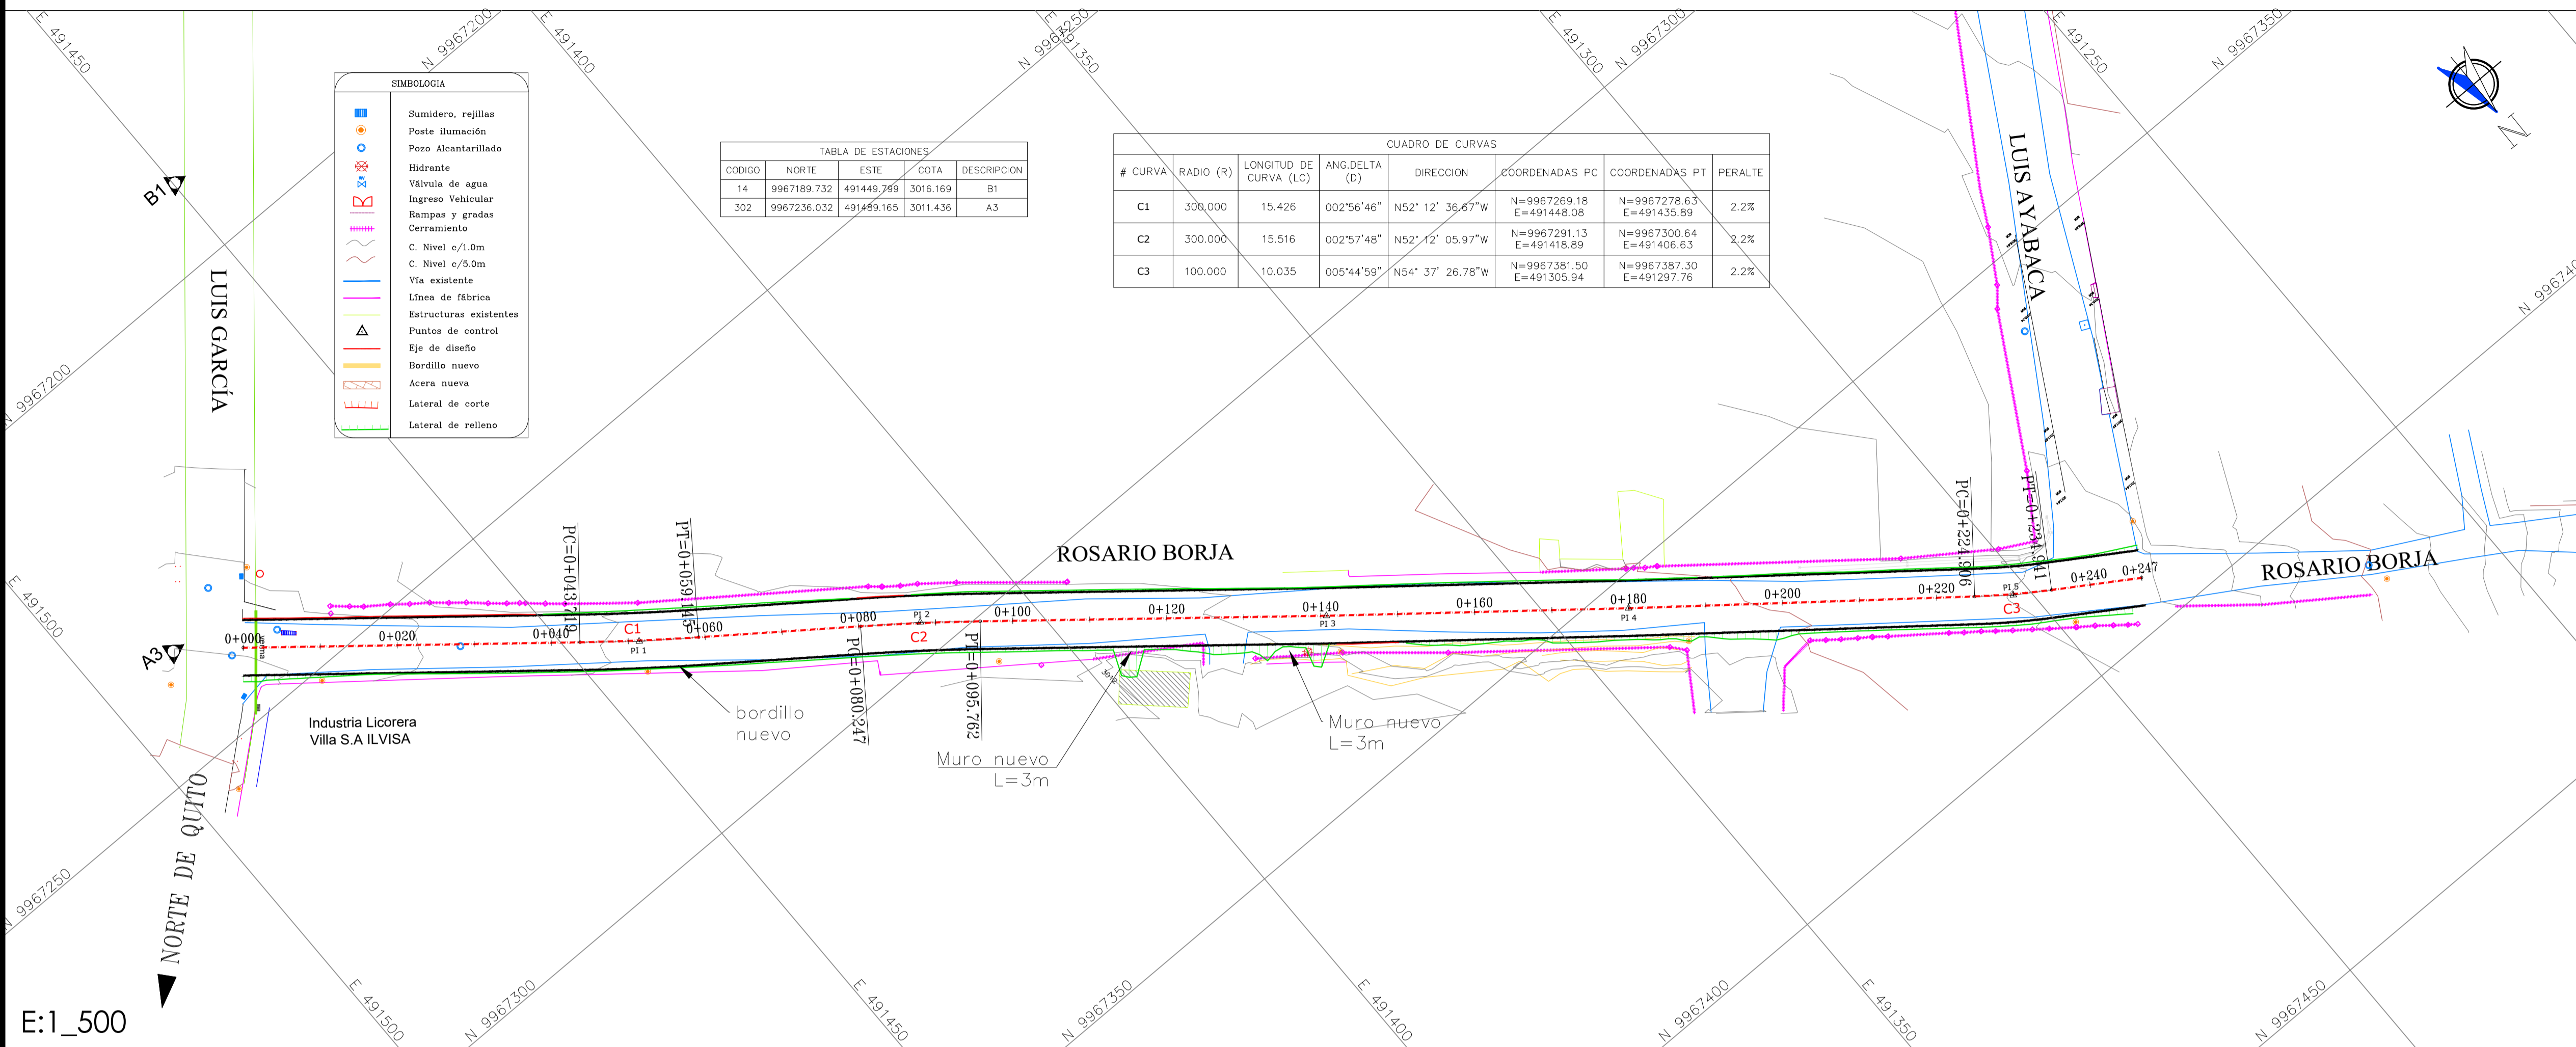 E 491450
N 9967200
E 491400
N 9967250
E 491350
E 491300
N 9967300
E 491250
N 9967350
N
SIMBOLOGIA
Sumidero, rejillas
Poste ilumación
Pozo Alcantarillado
Hidrante
Válvula de agua
Ingreso Vehicular
Rampas y gradas
Cerramiento
C. Nivel c/1.0m
C. Nivel c/5.0m
Vía existente
Línea de fábrica
Estructuras existentes
Puntos de control
Eje de diseño
Bordillo nuevo
Acera nueva
Lateral de corte
Lateral de relleno
TABLA DE ESTACIONES
CODIGO NORTE ESTE COTA DESCRIPCION
14 9967189.732 491449.799 3016.169 B1
302 9967236.032 491489.165 3011.436 A3
CUADRO DE CURVAS
# CURVA RADIO (R) LONGITUD DE CURVA (LC) ANG.DELTA (D) DIRECCION COORDENADAS PC COORDENADAS PT PERALTE
C1 300.000 15.426 002°56'46" N52° 12' 36.67"W N=9967269.18 E=491448.08 N=9967278.63 E=491435.89 2.2%
C2 300.000 15.516 002°57'48" N52° 12' 05.97"W N=9967291.13 E=491418.89 N=9967300.64 E=491406.63 2.2%
C3 100.000 10.035 005°44'59" N54° 37' 26.78"W N=9967381.50 E=491305.94 N=9967387.30 E=491297.76 2.2%
B1
LUIS GARCÍA
LUIS AYABACA
N 9967200
ROSARIO BORJA
ROSARIO BORJA
PC=0+043.719
PT=0+059.145
PC=0+080.247
PT=0+095.762
PC=0+224.906
PT=0+234.941
0+000
0+020
0+040
0+060
0+080
0+100
0+120
0+140
0+160
0+180
0+200
0+220
0+240
0+247
C1
C2
C3
PI 1
PI 2
PI 3
PI 4
PI 5
A3
E 491500
3012
bordillo
nuevo
Muro nuevo
L=3m
Muro nuevo
L=3m
Industria Licorera
Villa S.A ILVISA
NORTE DE QUITO
N 9967250
E:1_500
E 491500
N 9967300
E 491450
N 9967350
E 491400
N 9967400
E 491350
N 9967450